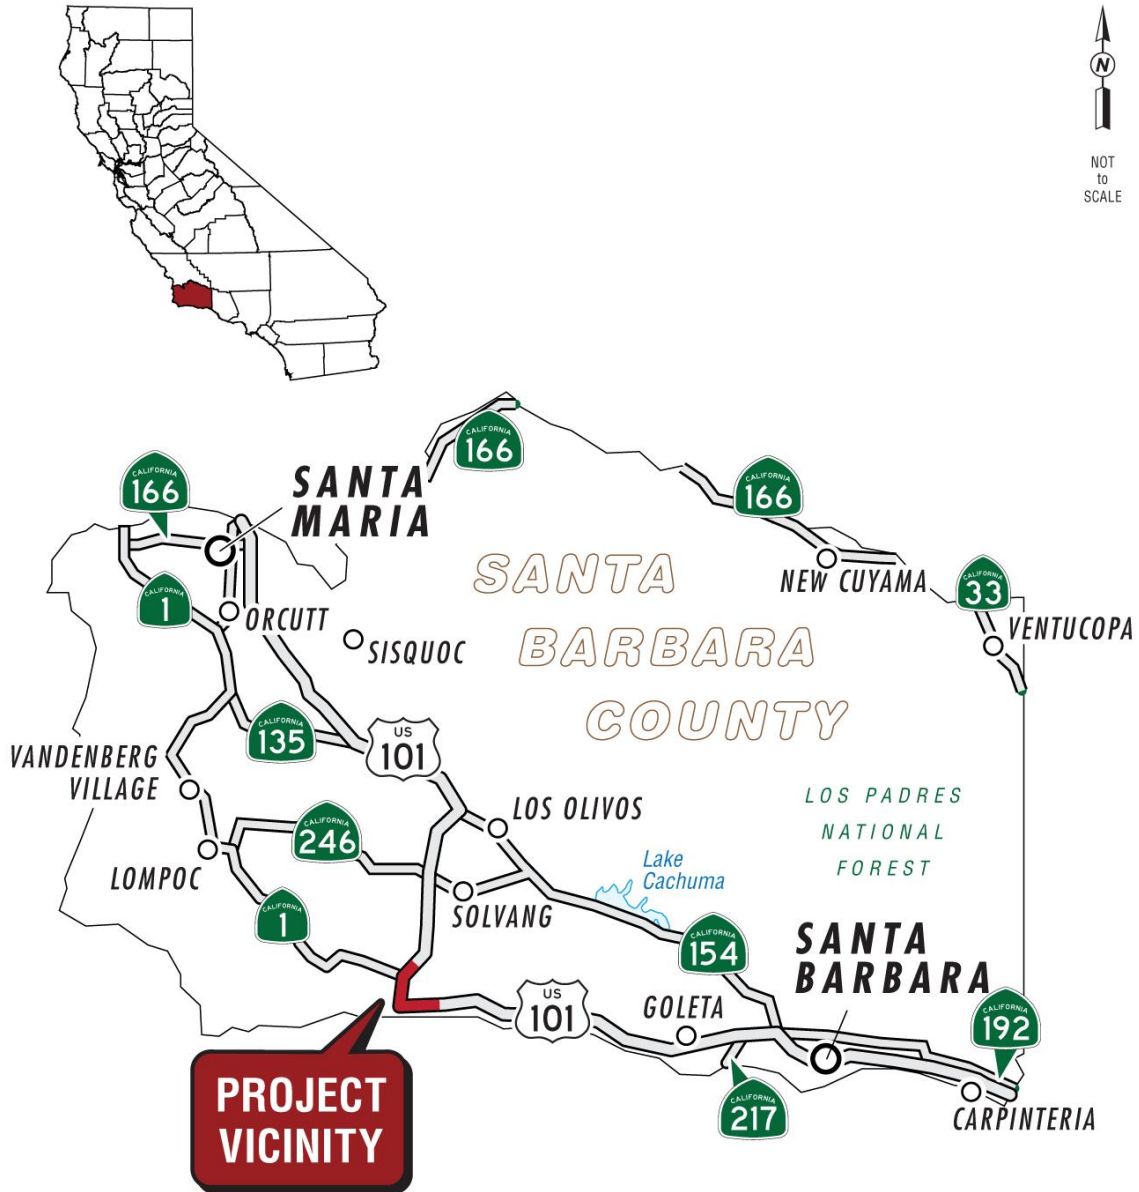 N
NOT
to
SCALE
CALIFORNIA
166
CALIFORNIA
166
CALIFORNIA
166
SANTA
MARIA
SANTA
BARBARA
COUNTY
NEW CUYAMA
CALIFORNIA
33
VENTUCOPA
CALIFORNIA
1
ORCUTT
SISQUOC
CALIFORNIA
135
US
101
VANDENBERG
VILLAGE
LOS OLIVOS
LOS PADRES
NATIONAL
FOREST
CALIFORNIA
246
LOMPOC
Lake
Cachuma
SOLVANG
CALIFORNIA
1
CALIFORNIA
154
SANTA
BARBARA
US
101
GOLETA
CALIFORNIA
192
PROJECT
VICINITY
CALIFORNIA
217
CARPINTERIA